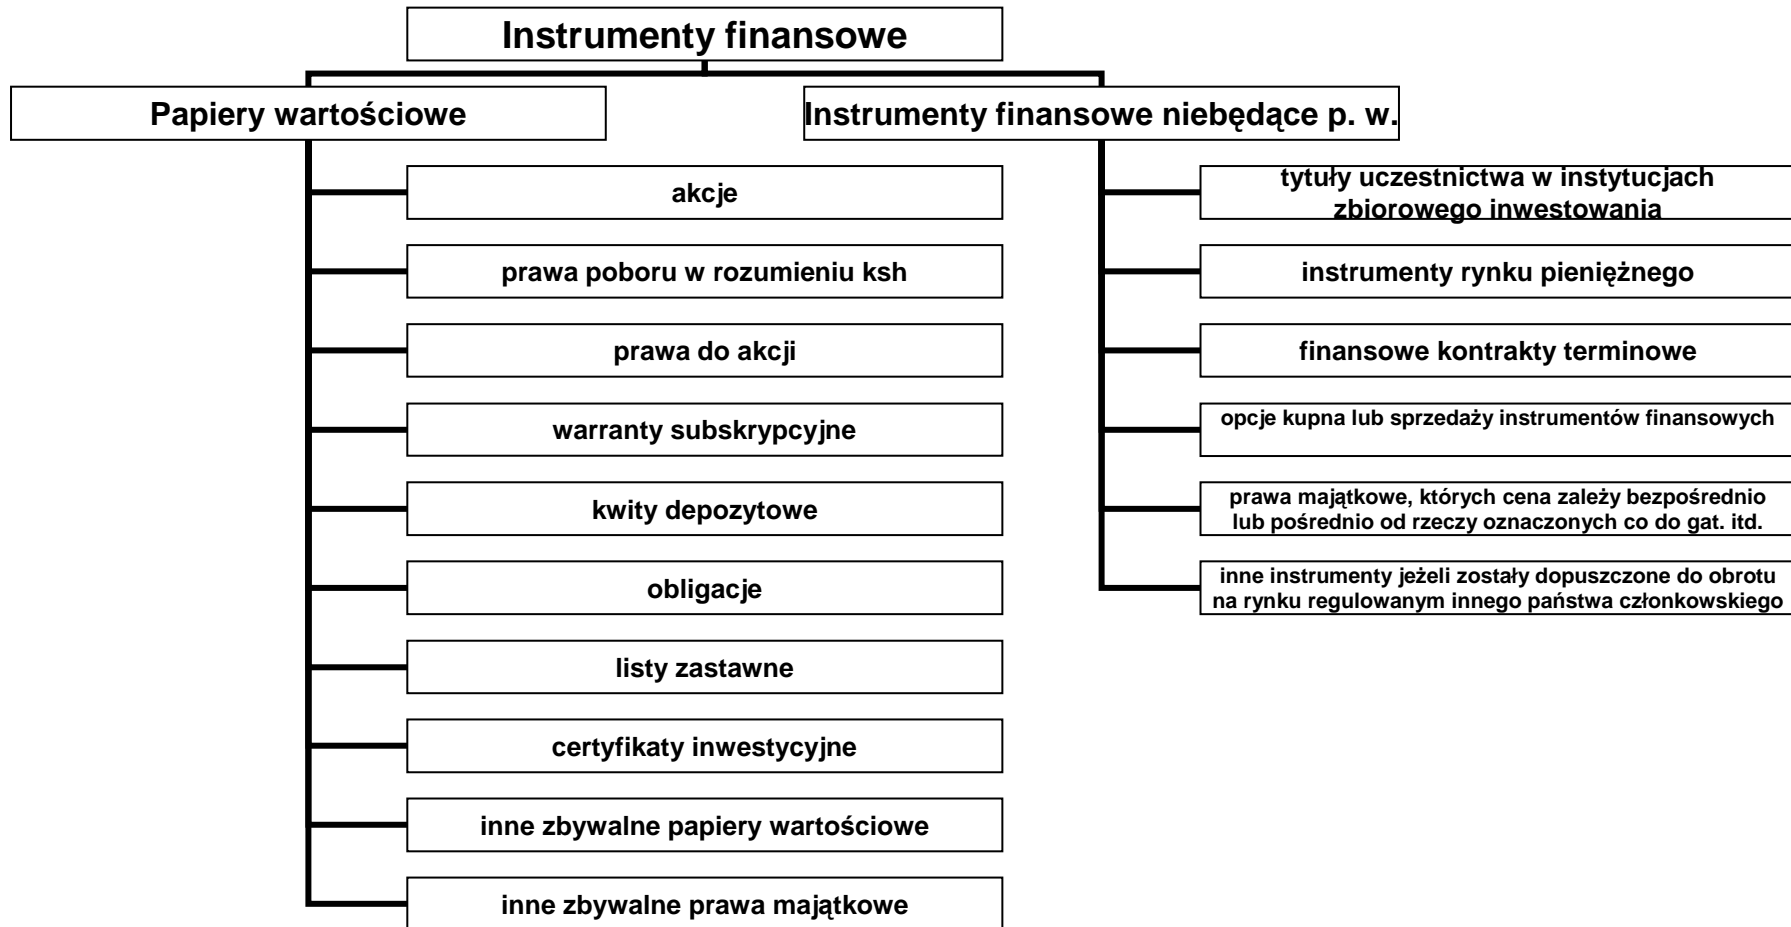 Instrumenty finansowe
Papiery wartościowe
Instrumenty finansowe niebędące p. w.
akcje
prawa poboru w rozumieniu ksh
prawa do akcji
warranty subskrypcyjne
kwity depozytowe
obligacje
listy zastawne
certyfikaty inwestycyjne
inne zbywalne papiery wartościowe
inne zbywalne prawa majątkowe
tytuły uczestnictwa w instytucjach
zbiorowego inwestowania
instrumenty rynku pieniężnego
finansowe kontrakty terminowe
opcje kupna lub sprzedaży instrumentów finansowych
prawa majątkowe, których cena zależy bezpośrednio
lub pośrednio od rzeczy oznaczonych co do gat. itd.
inne instrumenty jeżeli zostały dopuszczone do obrotu
na rynku regulowanym innego państwa członkowskiego